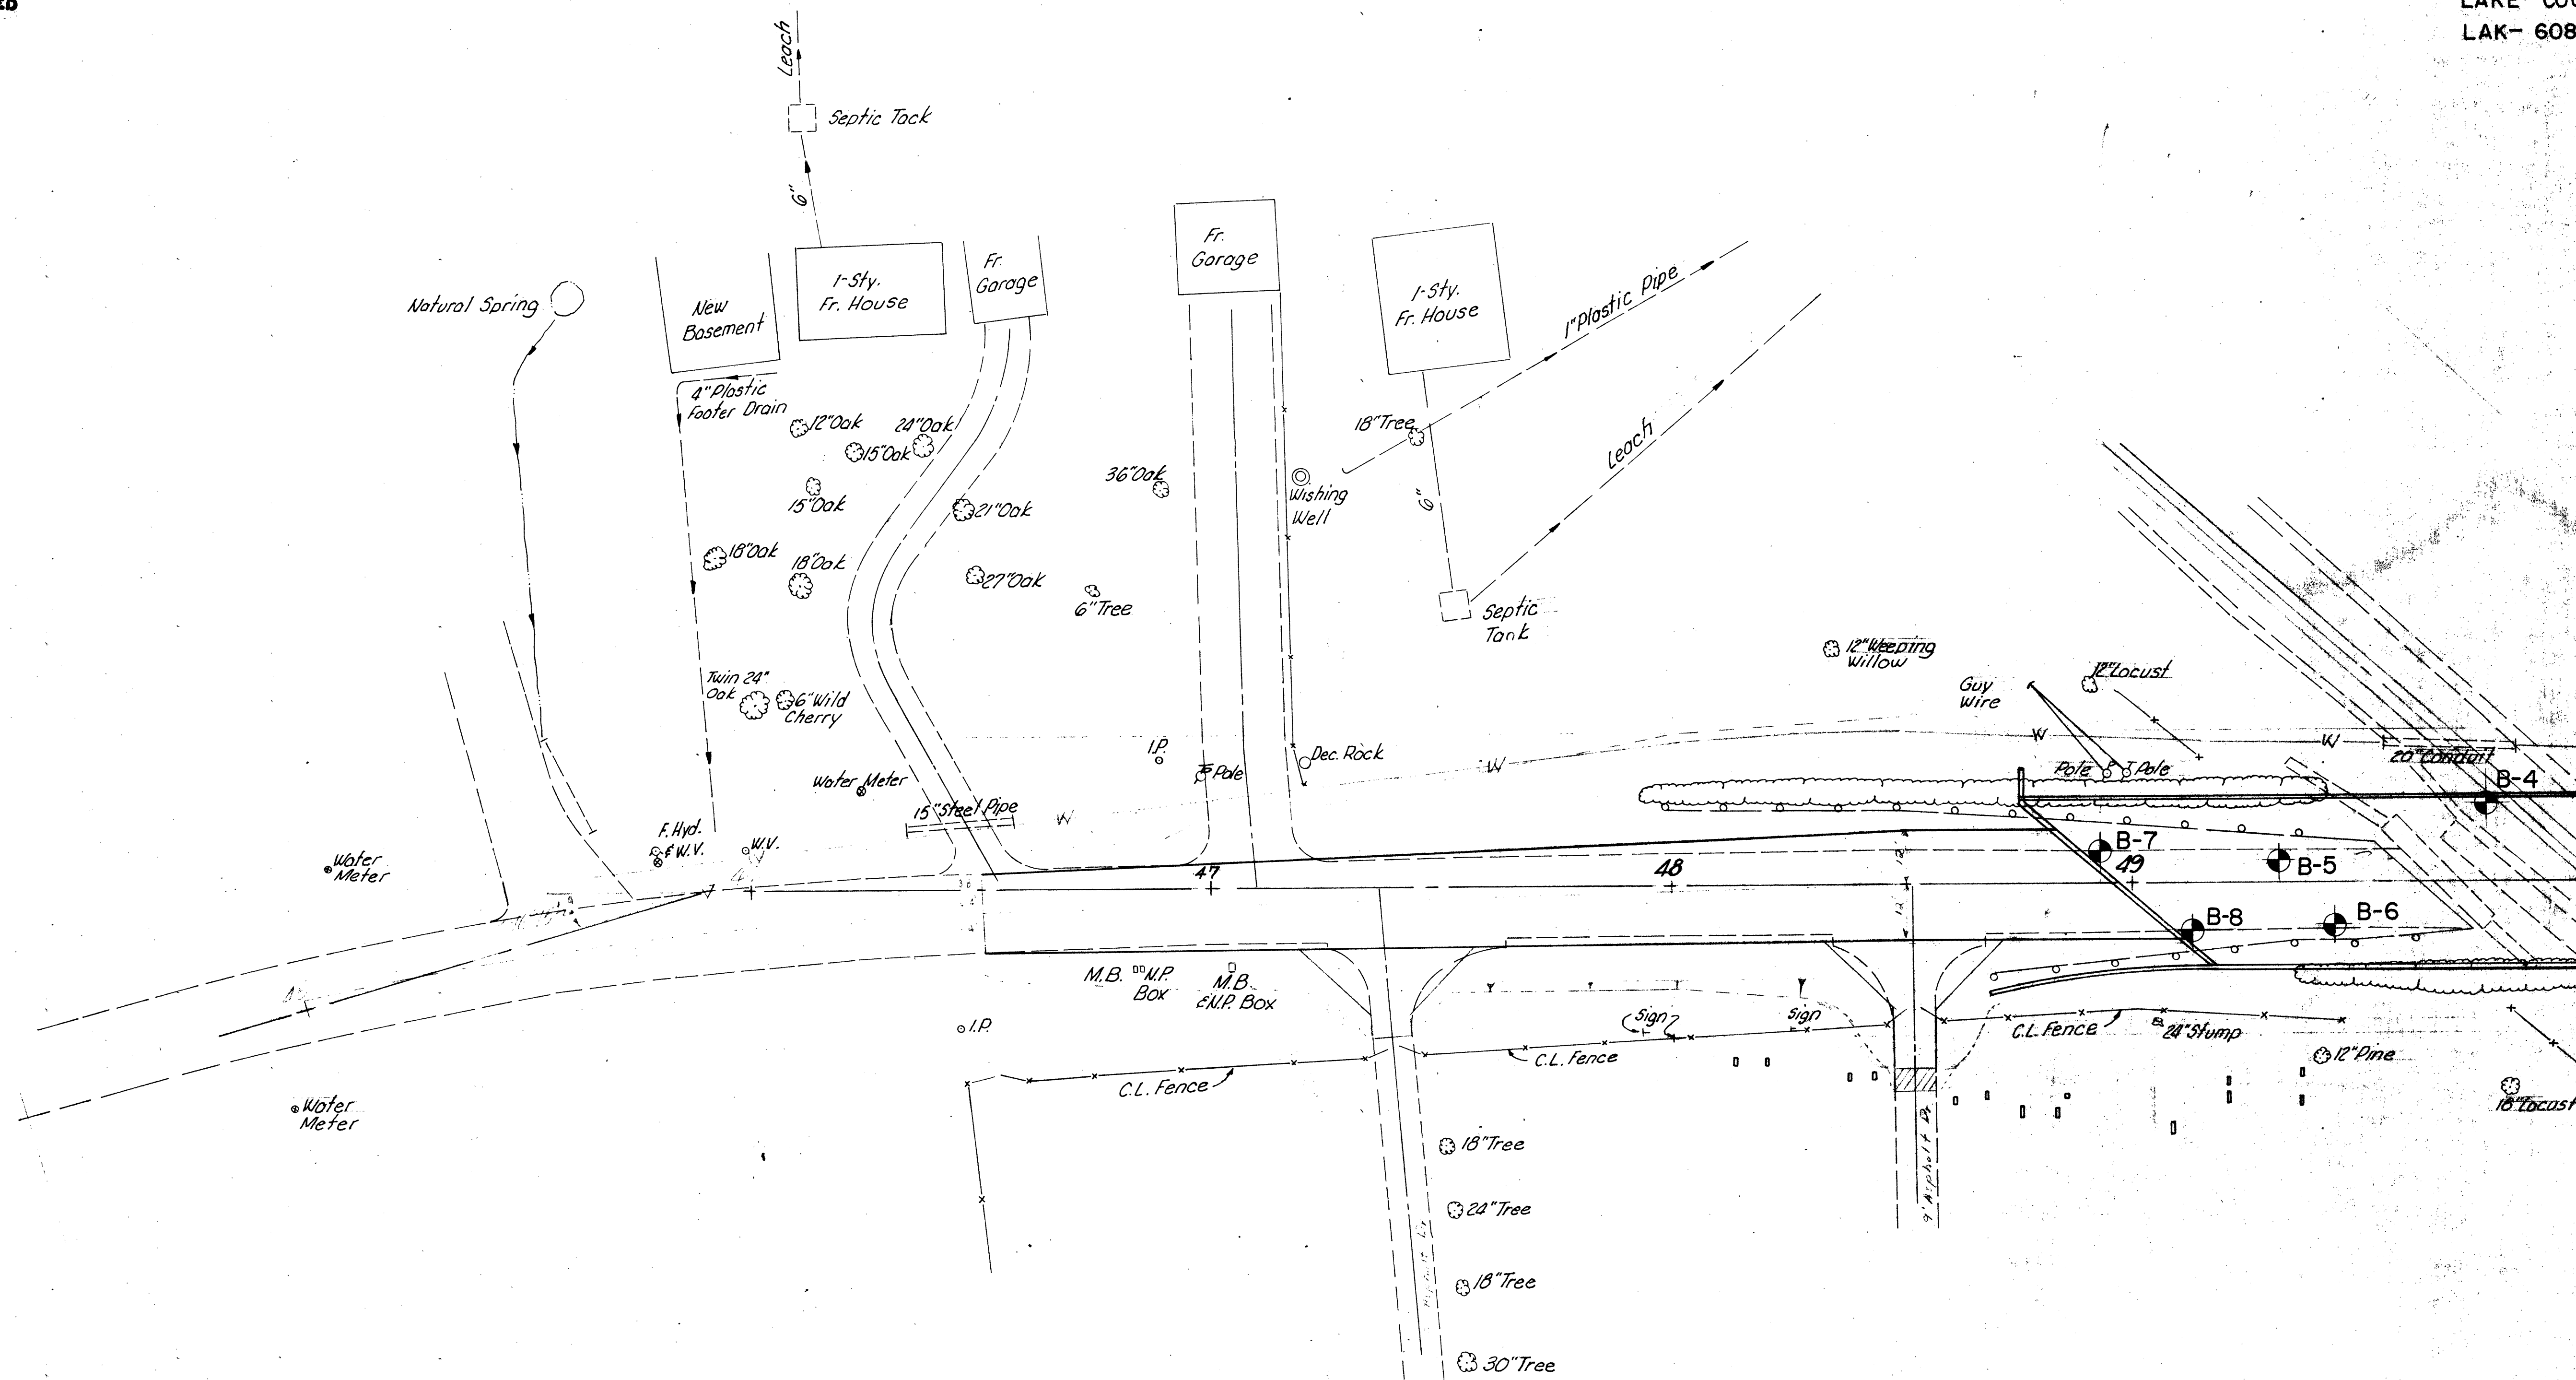 LAK- 608
Leach
Septic Tack
6"
Natural Spring
New
Basement
1-Sty.
Fr. House
Fr.
Garage
Fr.
Garage
1-Sty.
Fr. House
1" Plastic Pipe
Leach
4" Plastic
Footer Drain
12" Oak
24" Oak
15" Oak
15" Oak
21" Oak
36" Oak
18" Tree
Wishing
Well
6"
18" Oak
18" Oak
27" Oak
6" Tree
Septic
Tank
12" Weeping
Willow
12" Locust
Guy
Wire
Twin 24"
Oak
6" Wild
Cherry
I.P.
Pole
Dec. Rock
W
W
W
Pole
Pole
20" Conduit
B-4
Water Meter
15" Steel Pipe
W
F. Hyd.
& W.V.
W.V.
Water
Meter
47
48
12'
B-7
49
B-5
12'
B-8
B-6
M.B.
N.P.
Box
M.B.
& N.P. Box
I.P.
Sign
Sign
C.L. Fence
C.L. Fence
C.L. Fence
24" Stump
12" Pine
18" Locust
Water
Meter
9' Asphalt Dr.
18" Tree
24" Tree
18" Tree
30" Tree